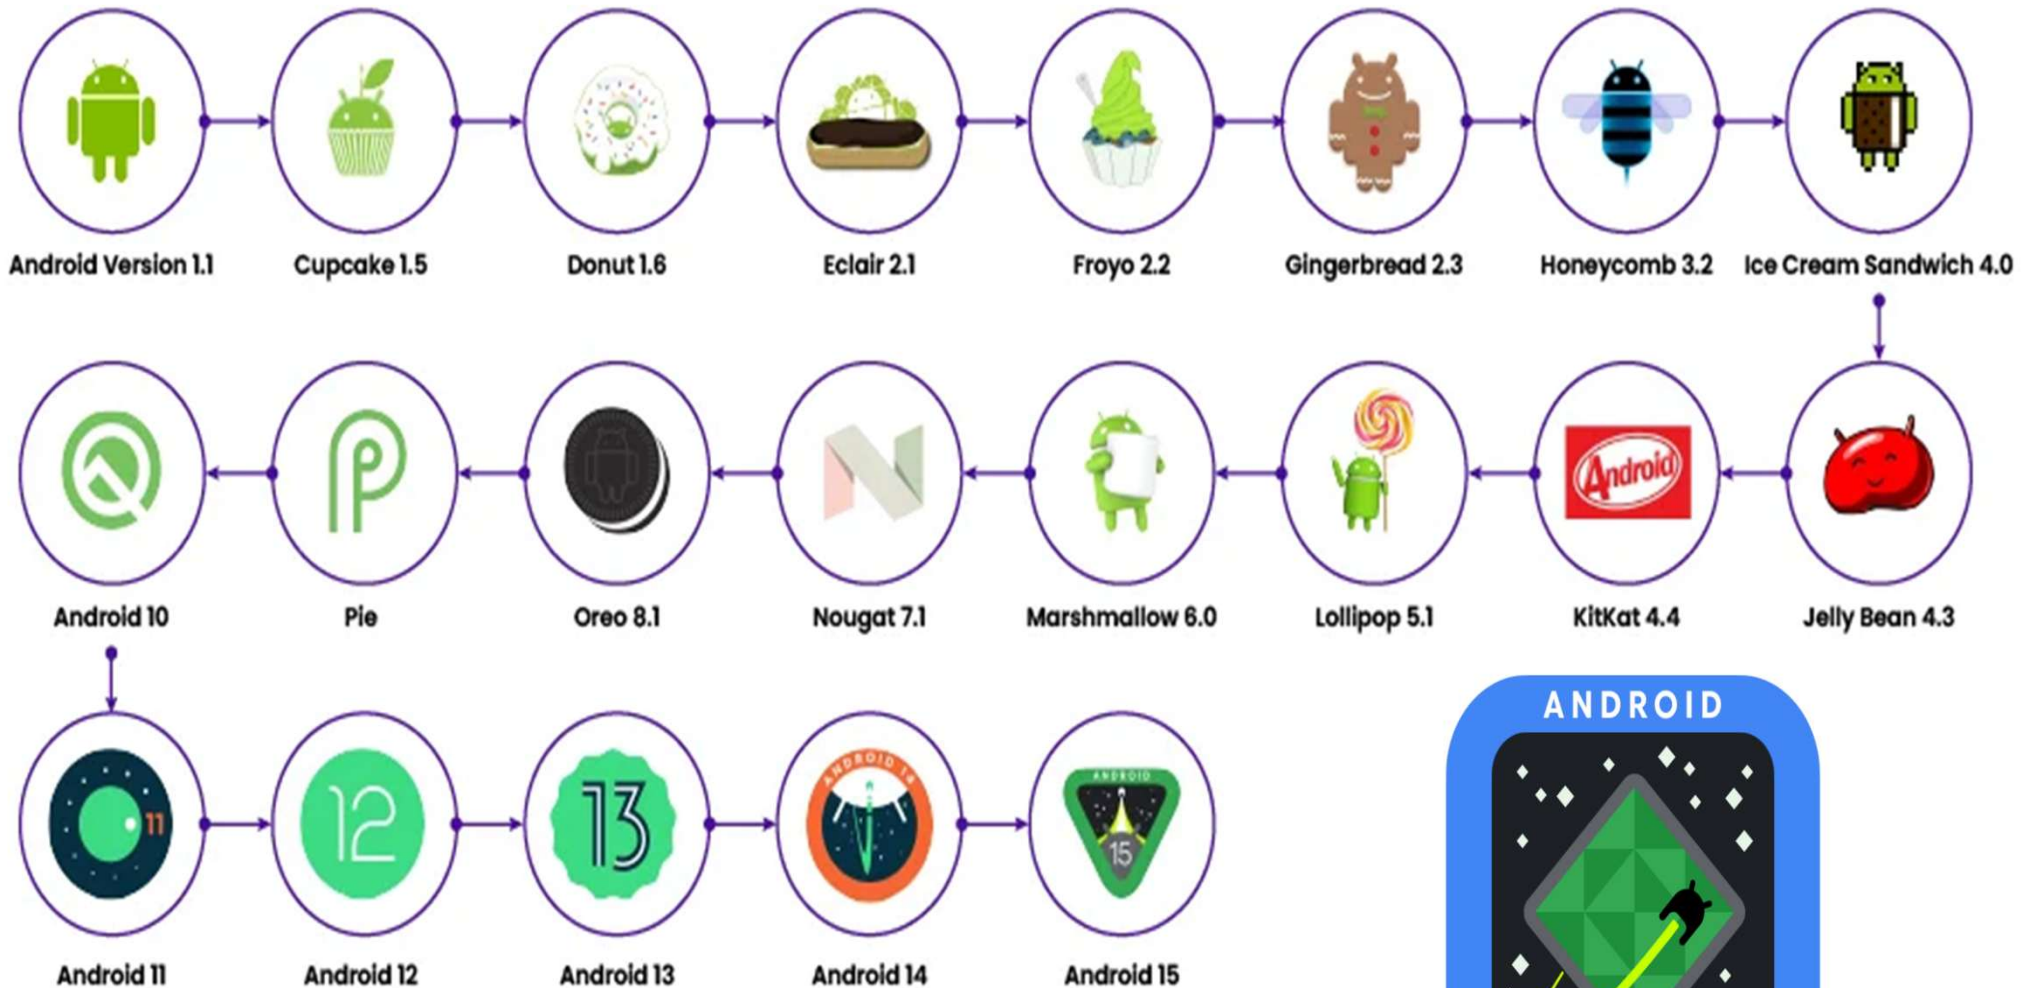 Android Version 1.1
Cupcake 1.5
Donut 1.6
Eclair 2.1
Froyo 2.2
Gingerbread 2.3
Honeycomb 3.2
Ice Cream Sandwich 4.0
Android
Android 10
Pie
Oreo 8.1
Nougat 7.1
Marshmallow 6.0
Lollipop 5.1
KitKat 4.4
Jelly Bean 4.3
ANDROID
11
12
13
ANDROID 14
ANDROID
15
Android 11
Android 12
Android 13
Android 14
Android 15